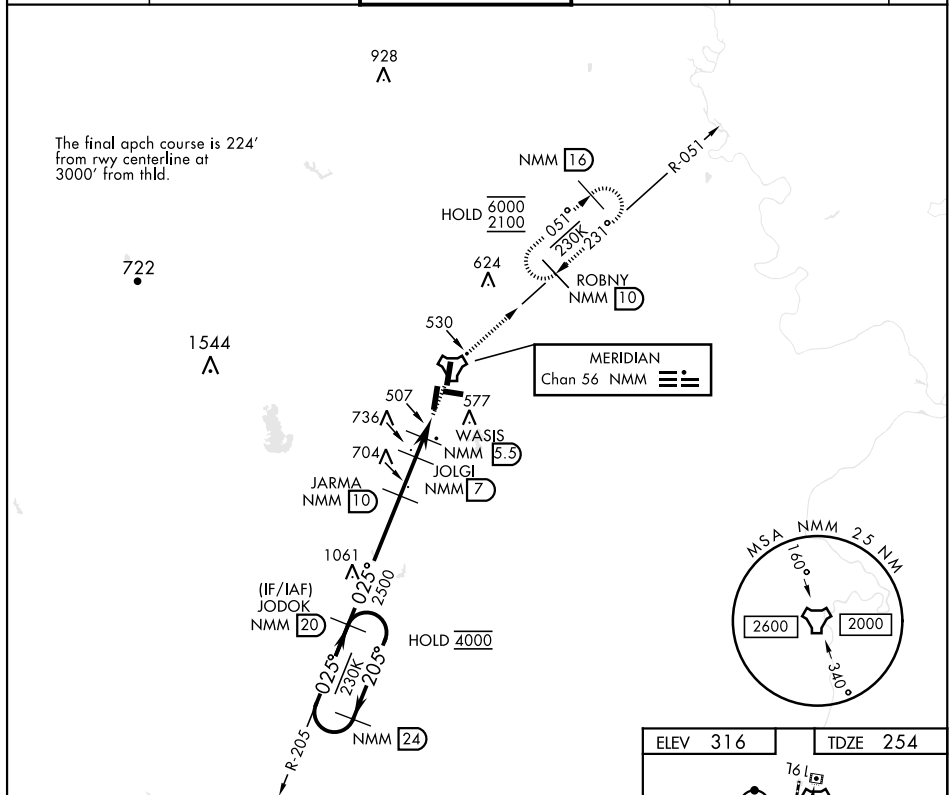 928
The final apch course is 224'
from rwy centerline at
3000' from thld.
NMM 16
R-051
HOLD 6000
2100
051°
230K
231°
722
624
ROBNY
NMM 10
530
1544
MERIDIAN
Chan 56 NMM
507
577
736
WASIS
NMM 5.5
704
JOLGI
NMM 7
JARMA
NMM 10
1061
025°
2500
(IF/IAF)
JODOK
NMM 20
HOLD 4000
025°
230K
205°
NMM 24
R-205
MSA NMM 25 NM
160°
2600
2000
340°
ELEV 316
TDZE 254
19L